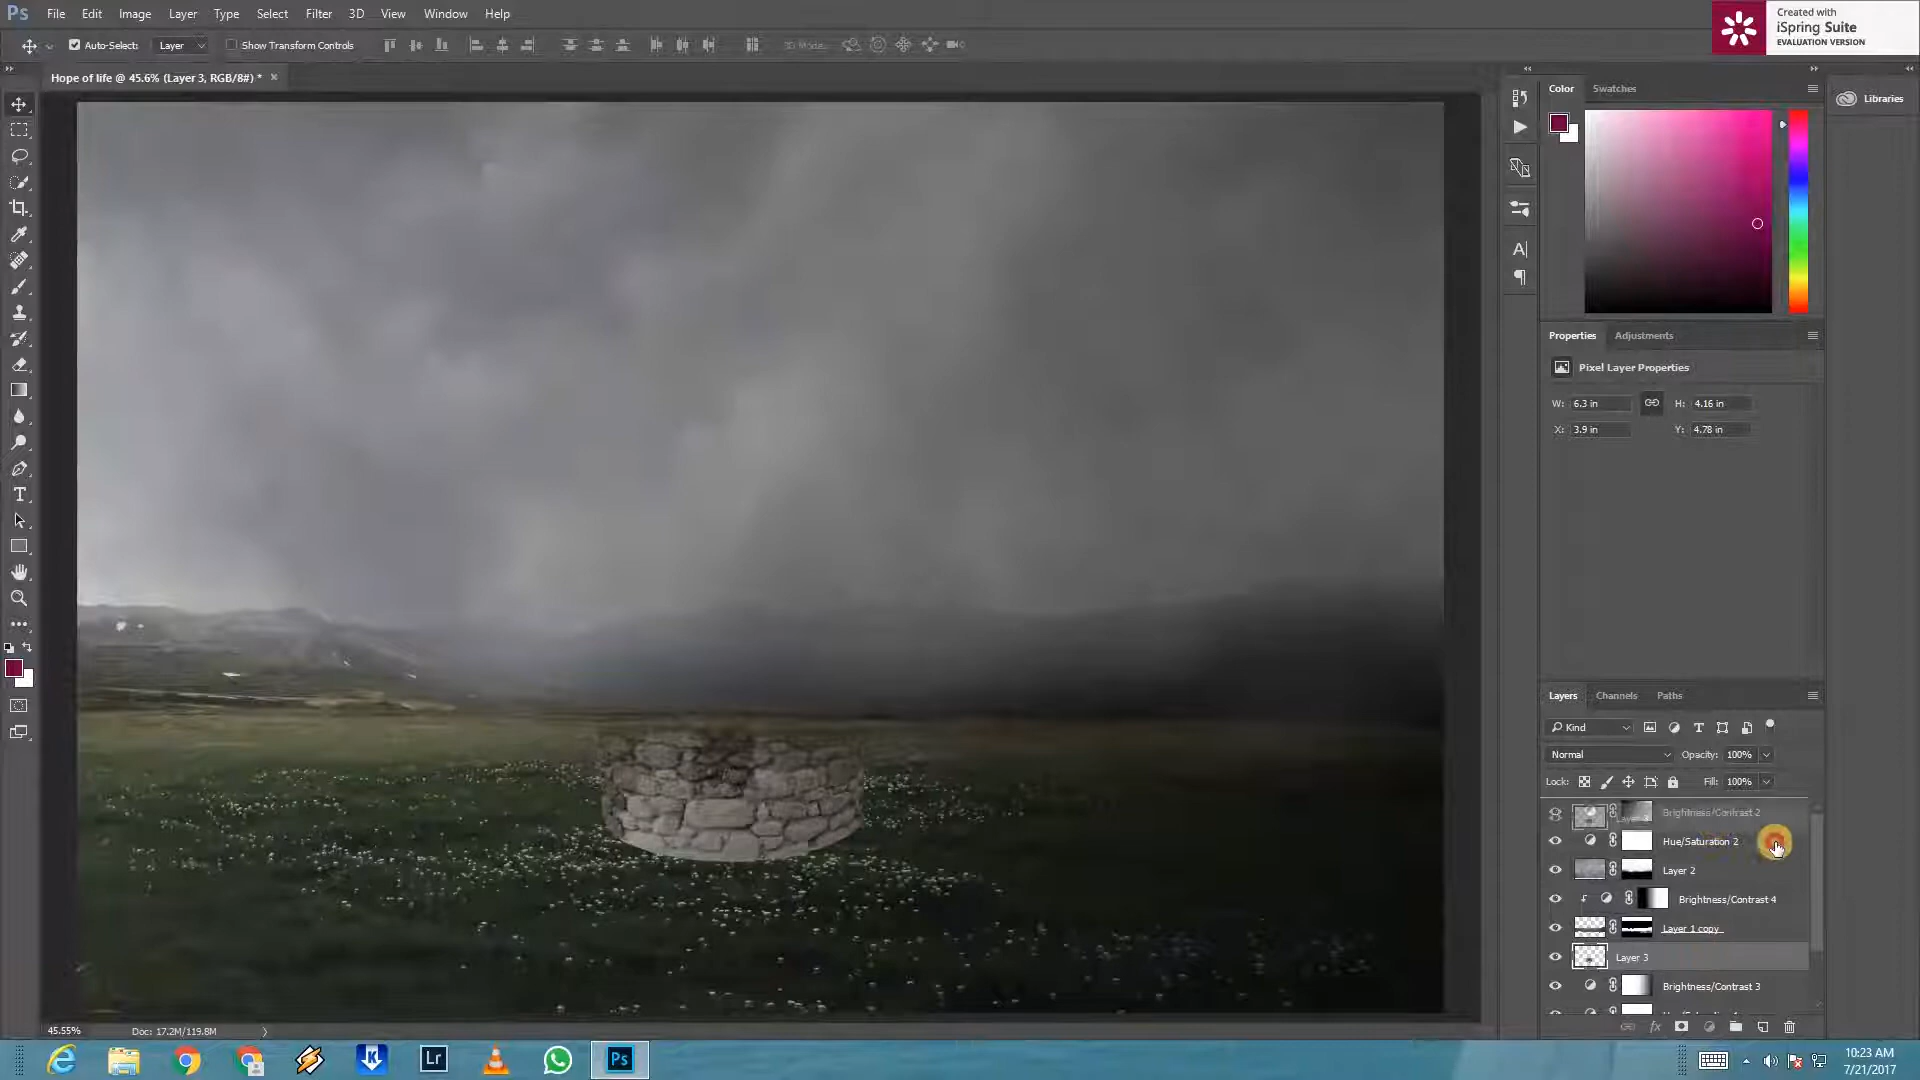 Ps File Edit Image Layer Type Select Filter 3D View Window Help
Created with
iSpring Suite
EVALUATION VERSION
Auto-Select: Layer Show Transform Controls 3D Mode:
Hope of life @ 45.6% (Layer 3, RGB/8#) *
Color Swatches
Libraries
Properties Adjustments
Pixel Layer Properties
W: 6.3 in H: 4.16 in
X: 3.9 in Y: 4.78 in
Layers Channels Paths
Kind
Normal Opacity: 100%
Lock: Fill: 100%
Brightness/Contrast 2
Hue/Saturation 2
Layer 2
Brightness/Contrast 4
Layer 1 copy
Layer 3
Brightness/Contrast 3
45.55% Doc: 17.2M/119.8M
Lr Ps
10:23 AM
7/21/2017